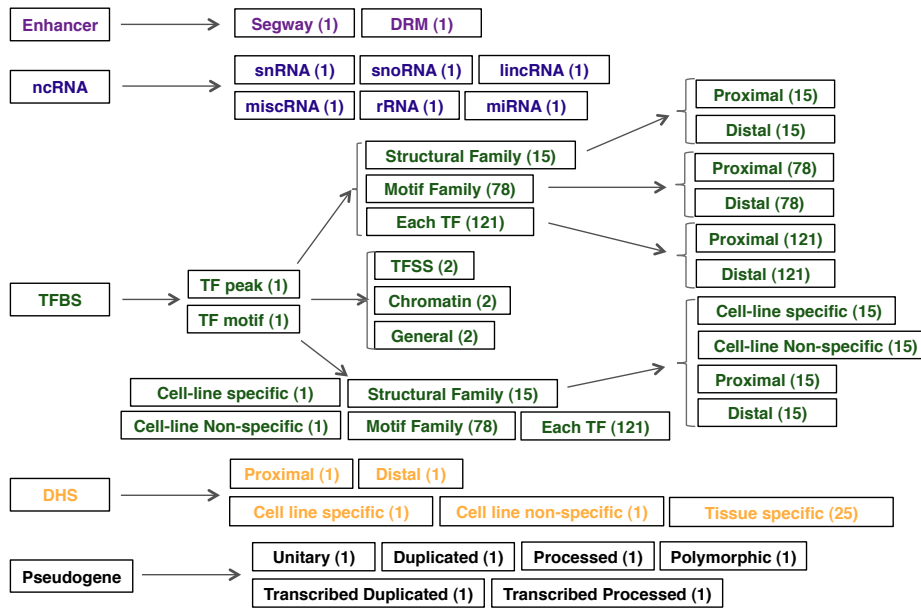 Enhancer
Segway (1)
DRM (1)
ncRNA
snRNA (1)
snoRNA (1)
lincRNA (1)
miscRNA (1)
rRNA (1)
miRNA (1)
TFBS
TF peak (1)
TF motif (1)
Structural Family (15)
Motif Family (78)
Each TF (121)
Proximal (15)
Distal (15)
Proximal (78)
Distal (78)
Proximal (121)
Distal (121)
TFSS (2)
Chromatin (2)
General (2)
Cell-line specific (1)
Structural Family (15)
Cell-line Non-specific (1)
Motif Family (78)
Each TF (121)
Cell-line specific (15)
Cell-line Non-specific (15)
Proximal (15)
Distal (15)
DHS
Proximal (1)
Distal (1)
Cell line specific (1)
Cell line non-specific (1)
Tissue specific (25)
Pseudogene
Unitary (1)
Duplicated (1)
Processed (1)
Polymorphic (1)
Transcribed Duplicated (1)
Transcribed Processed (1)